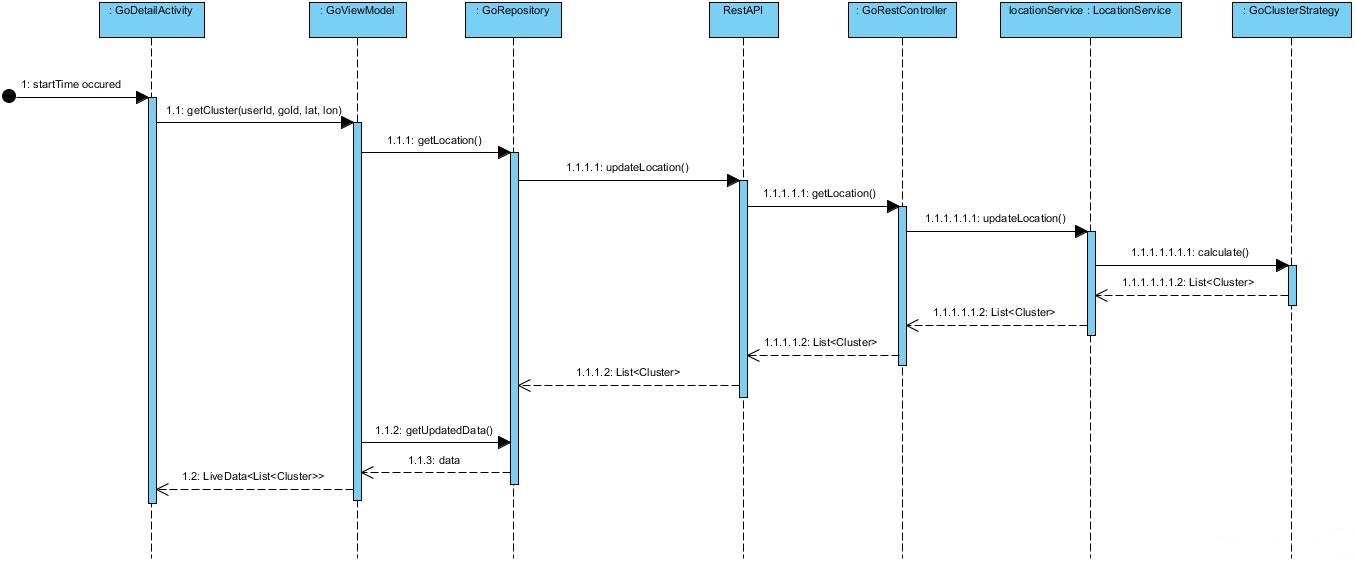 : GoDetailActivity
: GoViewModel
: GoRepository
RestAPI
: GoRestController
locationService : LocationService
: GoClusterStrategy
1: startTime occured
1.1: getCluster(userId, goId, lat, lon)
1.1.1: getLocation()
1.1.1.1: updateLocation()
1.1.1.1.1: getLocation()
1.1.1.1.1.1: updateLocation()
1.1.1.1.1.1.1: calculate()
1.1.1.1.1.1.2: List<Cluster>
1.1.1.1.1.2: List<Cluster>
1.1.1.1.2: List<Cluster>
1.1.1.2: List<Cluster>
1.1.2: getUpdatedData()
1.1.3: data
1.2: LiveData<List<Cluster>>